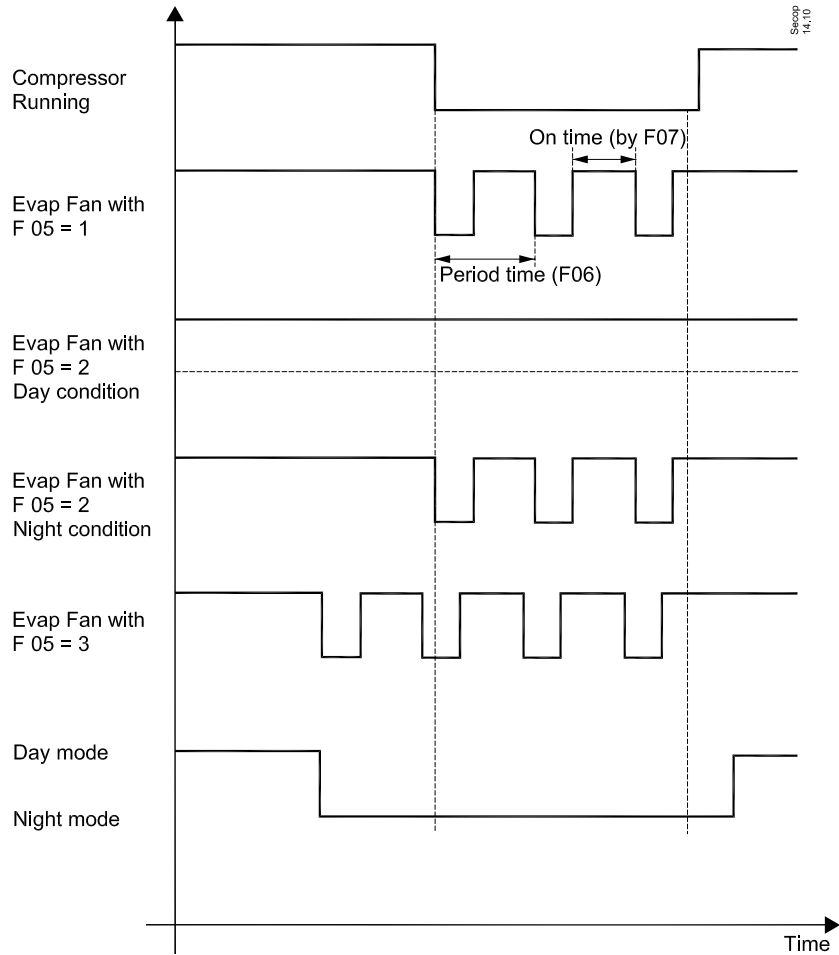 Secop
14.10
Compressor
Running
On time (by F07)
Evap Fan with
F 05 = 1
Period time (F06)
Evap Fan with
F 05 = 2
Day condition
Evap Fan with
F 05 = 2
Night condition
Evap Fan with
F 05 = 3
Day mode
Night mode
Time